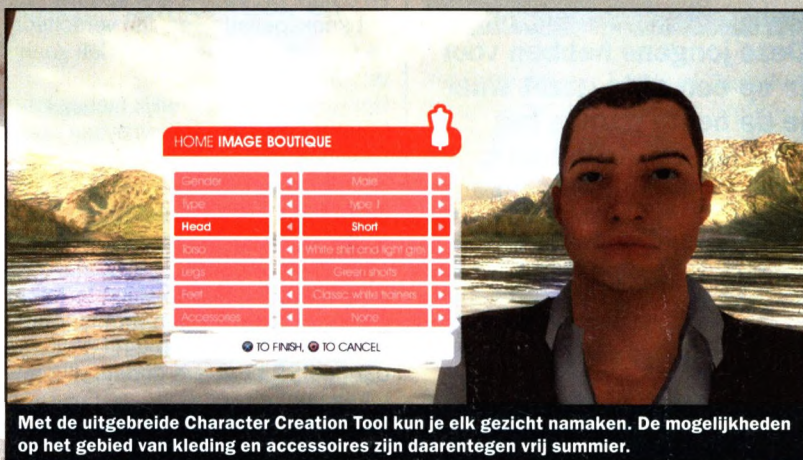 HOME IMAGE BOUTIQUE
Gender Male
Type Type 1
Head Short
Torso White shirt and light grey
Legs Green shorts
Feet Classic white trainers
Accessories None
TO FINISH, TO CANCEL
Met de uitgebreide Character Creation Tool kun je elk gezicht namaken. De mogelijkheden
op het gebied van kleding en accessoires zijn daarentegen vrij summier.